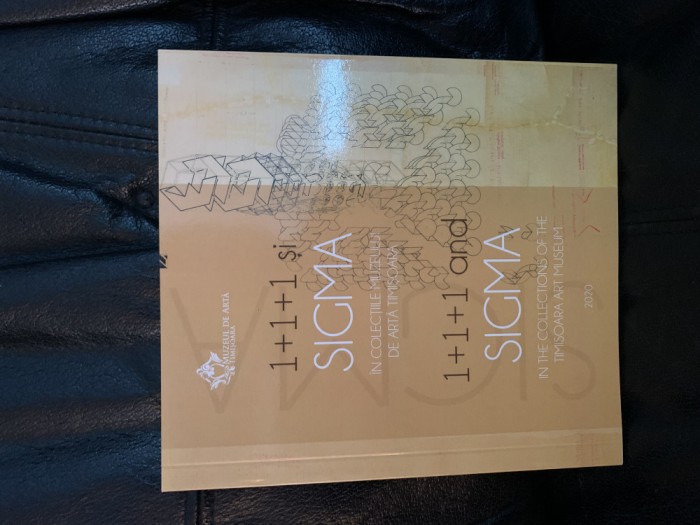 MUZEUL DE ARTĂ
TIMIȘOARA
1+1+1 și
SIGMA
ÎN COLECȚIILE MUZEULUI
DE ARTĂ TIMIȘOARA
1+1+1 and
SIGMA
IN THE COLLECTIONS OF THE
TIMIȘOARA ART MUSEUM
2020
SIGMA